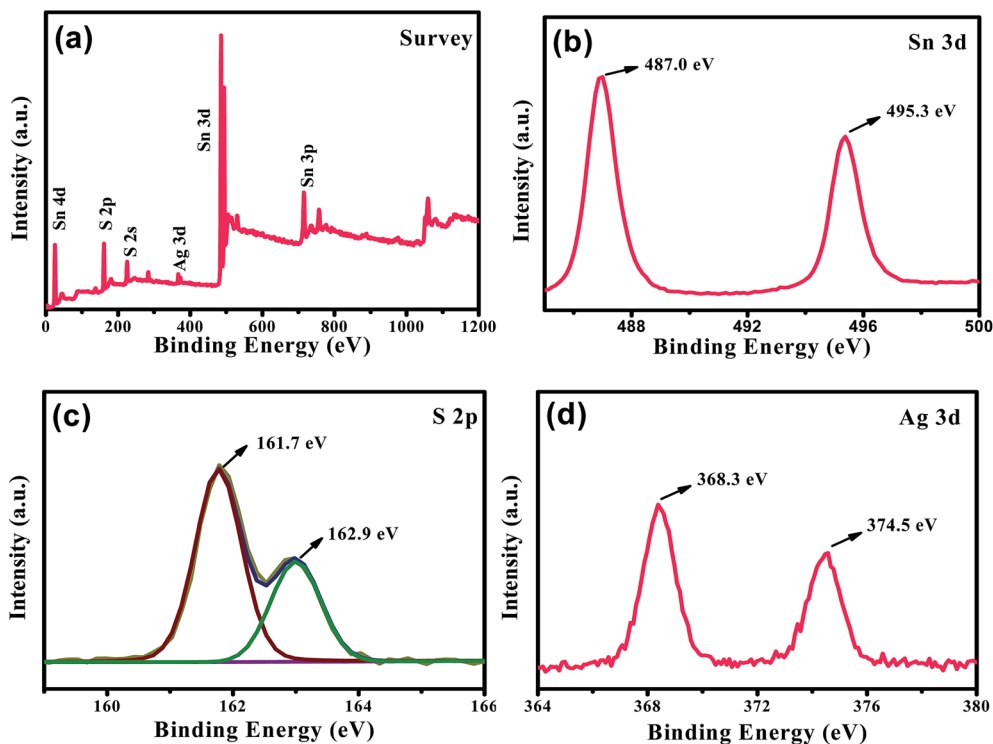 (a)
Survey
Sn 4d
S 2p
S 2s
Ag 3d
Sn 3d
Sn 3p
Intensity (a.u.)
0 200 400 600 800 1000 1200
Binding Energy (eV)
(b)
Sn 3d
487.0 eV
495.3 eV
Intensity (a.u.)
488 492 496 500
Binding Energy (eV)
(c)
S 2p
161.7 eV
162.9 eV
Intensity (a.u.)
160 162 164 166
Binding Energy (eV)
(d)
Ag 3d
368.3 eV
374.5 eV
Intensity (a.u.)
364 368 372 376 380
Binding Energy (eV)